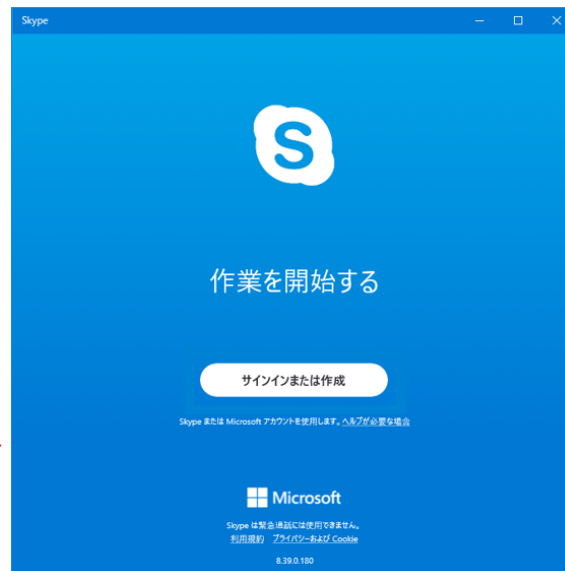 Skype
S
作業を開始する
サインインまたは作成
Skype または Microsoft アカウントを使用します。ヘルプが必要な場合
Microsoft
Skype は緊急通話には使用できません。
利用規約 プライバシーおよび Cookie
8.39.0.180